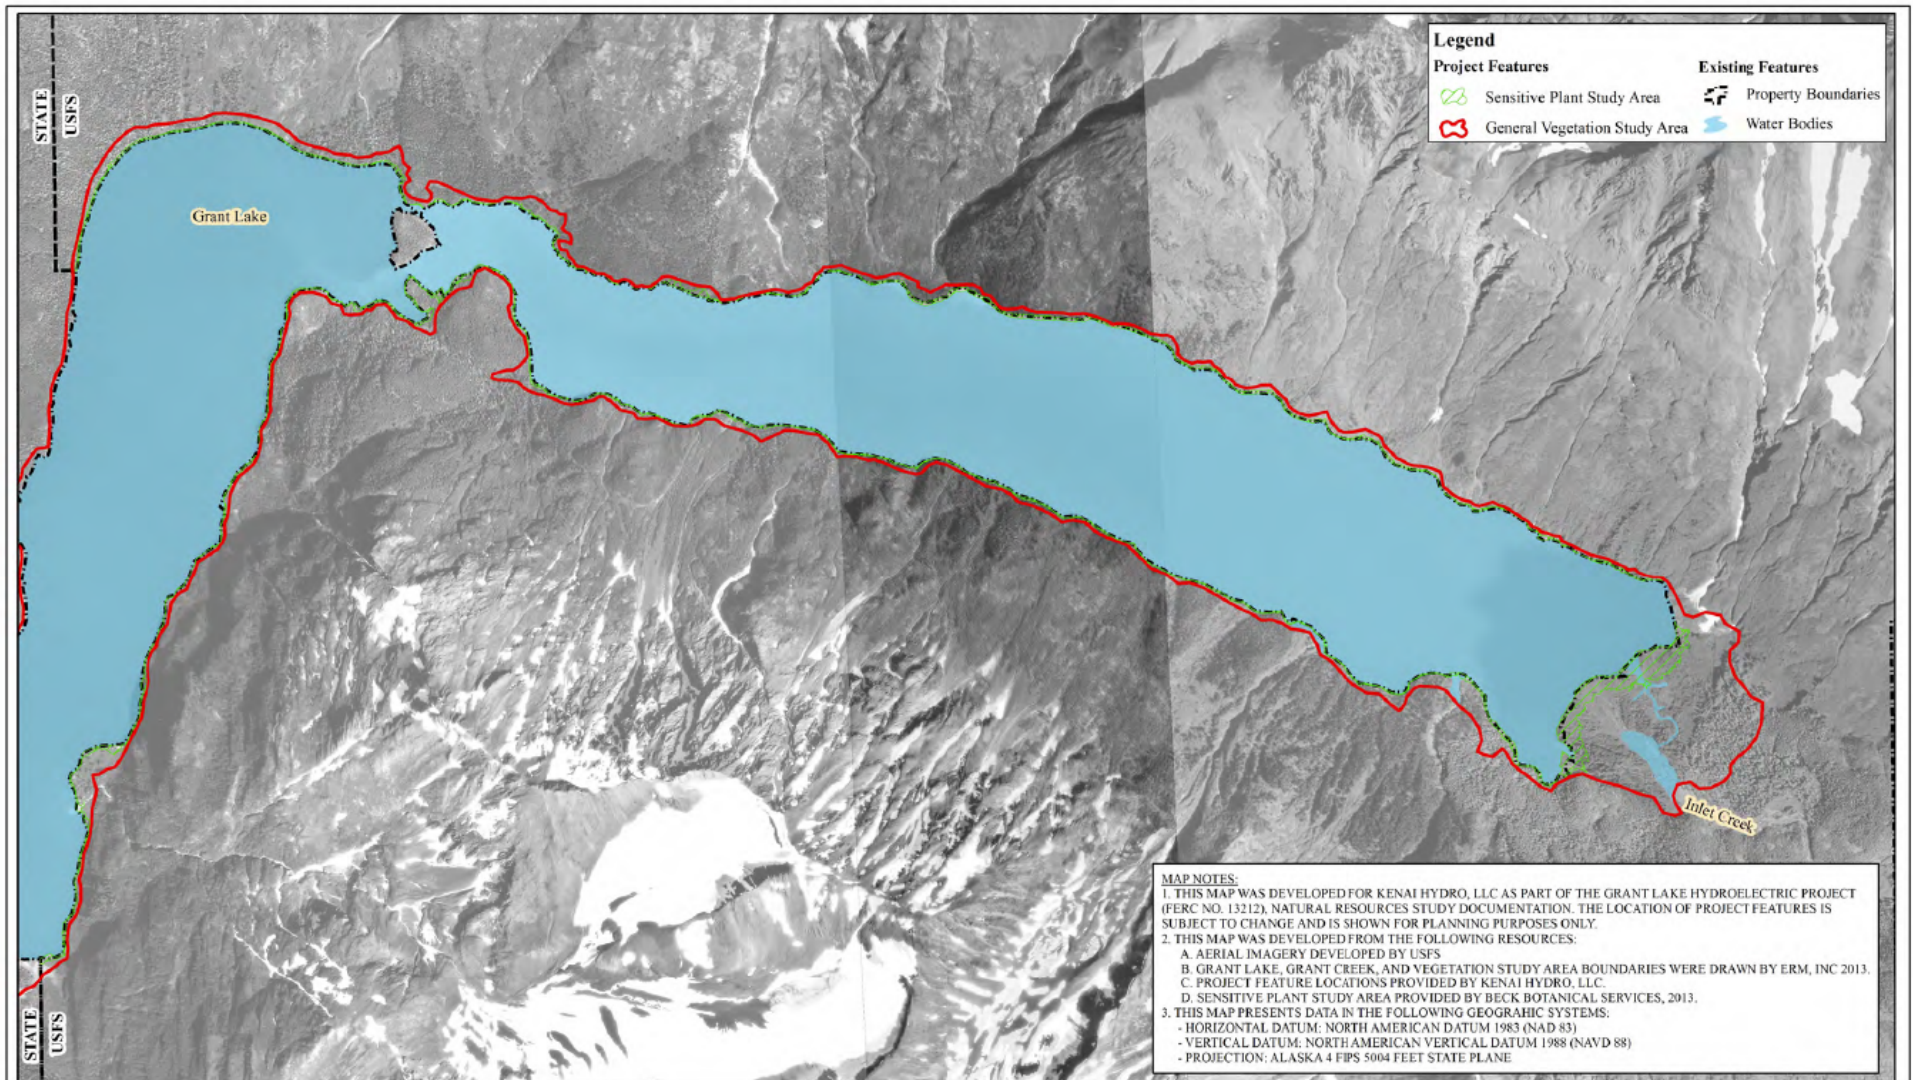 Legend
Project Features
Existing Features
Sensitive Plant Study Area
Property Boundaries
General Vegetation Study Area
Water Bodies
STATE
USFS
Grant Lake
Inlet Creek
MAP NOTES:
1. THIS MAP WAS DEVELOPED FOR KENAI HYDRO, LLC AS PART OF THE GRANT LAKE HYDROELECTRIC PROJECT
(FERC NO. 13212), NATURAL RESOURCES STUDY DOCUMENTATION. THE LOCATION OF PROJECT FEATURES IS
SUBJECT TO CHANGE AND IS SHOWN FOR PLANNING PURPOSES ONLY.
2. THIS MAP WAS DEVELOPED FROM THE FOLLOWING RESOURCES:
A. AERIAL IMAGERY DEVELOPED BY USFS
B. GRANT LAKE, GRANT CREEK, AND VEGETATION STUDY AREA BOUNDARIES WERE DRAWN BY ERM, INC 2013.
C. PROJECT FEATURE LOCATIONS PROVIDED BY KENAI HYDRO, LLC.
D. SENSITIVE PLANT STUDY AREA PROVIDED BY BECK BOTANICAL SERVICES, 2013.
3. THIS MAP PRESENTS DATA IN THE FOLLOWING GEOGRAHIC SYSTEMS:
- HORIZONTAL DATUM: NORTH AMERICAN DATUM 1983 (NAD 83)
- VERTICAL DATUM: NORTH AMERICAN VERTICAL DATUM 1988 (NAVD 88)
- PROJECTION: ALASKA 4 FIPS 5004 FEET STATE PLANE
STATE
USFS